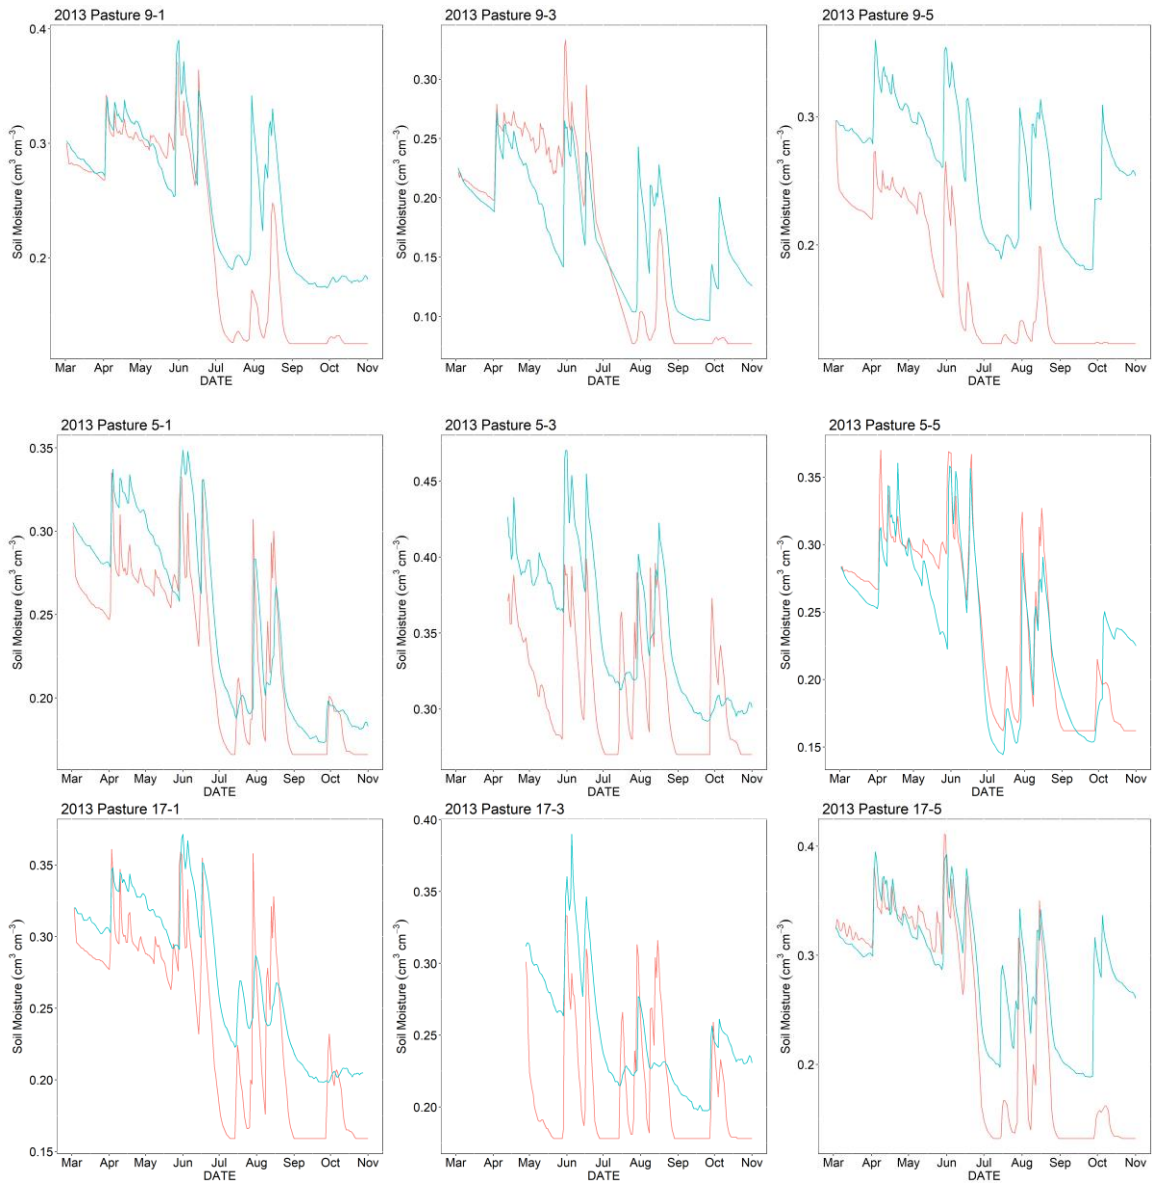 2013 Pasture 9-1
0.4
0.3
0.2
Soil Moisture (cm³ cm⁻³)
Mar Apr May Jun Jul Aug Sep Oct Nov
DATE
2013 Pasture 9-3
0.30
0.25
0.20
0.15
0.10
Soil Moisture (cm³ cm⁻³)
Mar Apr May Jun Jul Aug Sep Oct Nov
DATE
2013 Pasture 9-5
0.3
0.2
Soil Moisture (cm³ cm⁻³)
Mar Apr May Jun Jul Aug Sep Oct Nov
DATE
2013 Pasture 5-1
0.35
0.30
0.25
0.20
Soil Moisture (cm³ cm⁻³)
Mar Apr May Jun Jul Aug Sep Oct Nov
DATE
2013 Pasture 5-3
0.45
0.40
0.35
0.30
Soil Moisture (cm³ cm⁻³)
Mar Apr May Jun Jul Aug Sep Oct Nov
DATE
2013 Pasture 5-5
0.35
0.30
0.25
0.20
0.15
Soil Moisture (cm³ cm⁻³)
Mar Apr May Jun Jul Aug Sep Oct Nov
DATE
2013 Pasture 17-1
0.35
0.30
0.25
0.20
0.15
Soil Moisture (cm³ cm⁻³)
Mar Apr May Jun Jul Aug Sep Oct Nov
DATE
2013 Pasture 17-3
0.40
0.35
0.30
0.25
0.20
Soil Moisture (cm³ cm⁻³)
Mar Apr May Jun Jul Aug Sep Oct Nov
DATE
2013 Pasture 17-5
0.4
0.3
0.2
Soil Moisture (cm³ cm⁻³)
Mar Apr May Jun Jul Aug Sep Oct Nov
DATE